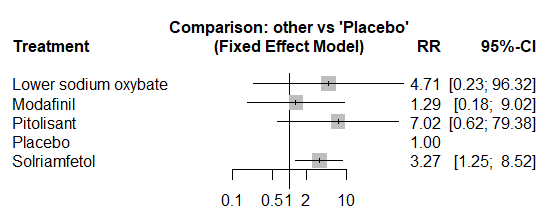 Comparison: other vs 'Placebo'
Treatment (Fixed Effect Model) RR 95%-CI
Lower sodium oxybate 4.71 [0.23; 96.32]
Modafinil 1.29 [0.18; 9.02]
Pitolisant 7.02 [0.62; 79.38]
Placebo 1.00
Solriamfetol 3.27 [1.25; 8.52]
0.1 0.5 1 2 10